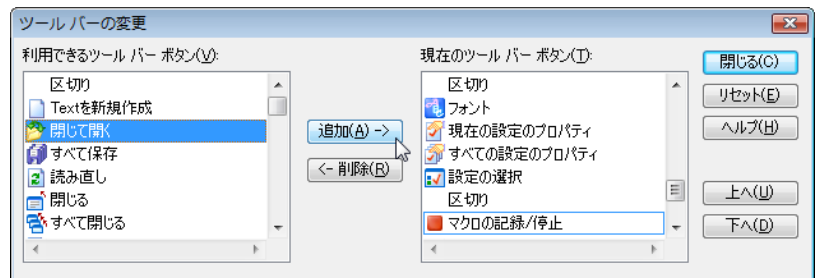 ツール バーの変更
利用できるツール バー ボタン(V):
区切り
Textを新規作成
閉じて開く
すべて保存
読み直し
閉じる
すべて閉じる
追加(A) ->
<- 削除(R)
現在のツール バー ボタン(T):
区切り
フォント
現在の設定のプロパティ
すべての設定のプロパティ
設定の選択
区切り
マクロの記録/停止
閉じる(C)
リセット(E)
ヘルプ(H)
上へ(U)
下へ(D)